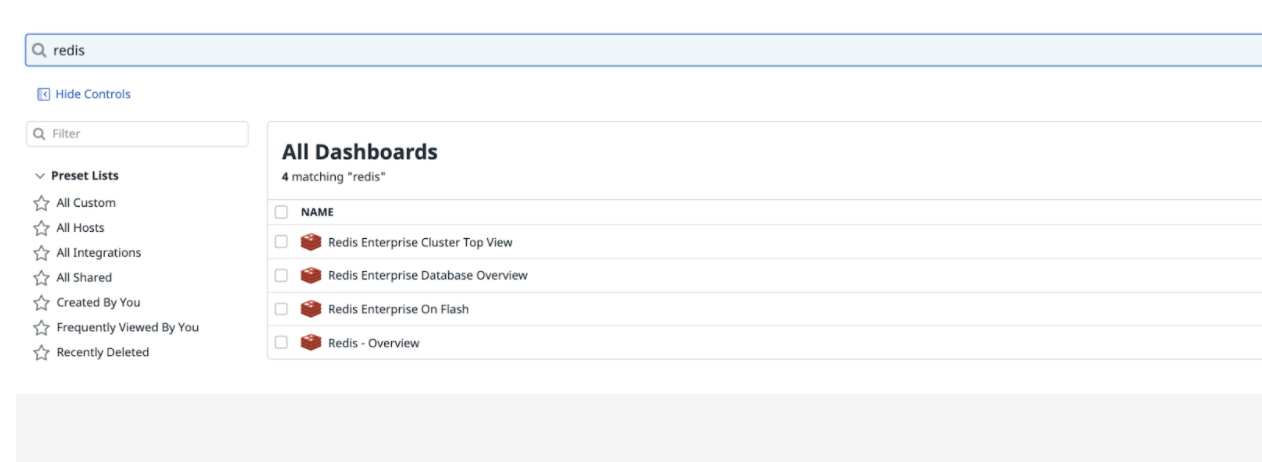 redis
Hide Controls
Filter
Preset Lists
All Custom
All Hosts
All Integrations
All Shared
Created By You
Frequently Viewed By You
Recently Deleted
All Dashboards
4 matching "redis"
NAME
Redis Enterprise Cluster Top View
Redis Enterprise Database Overview
Redis Enterprise On Flash
Redis - Overview